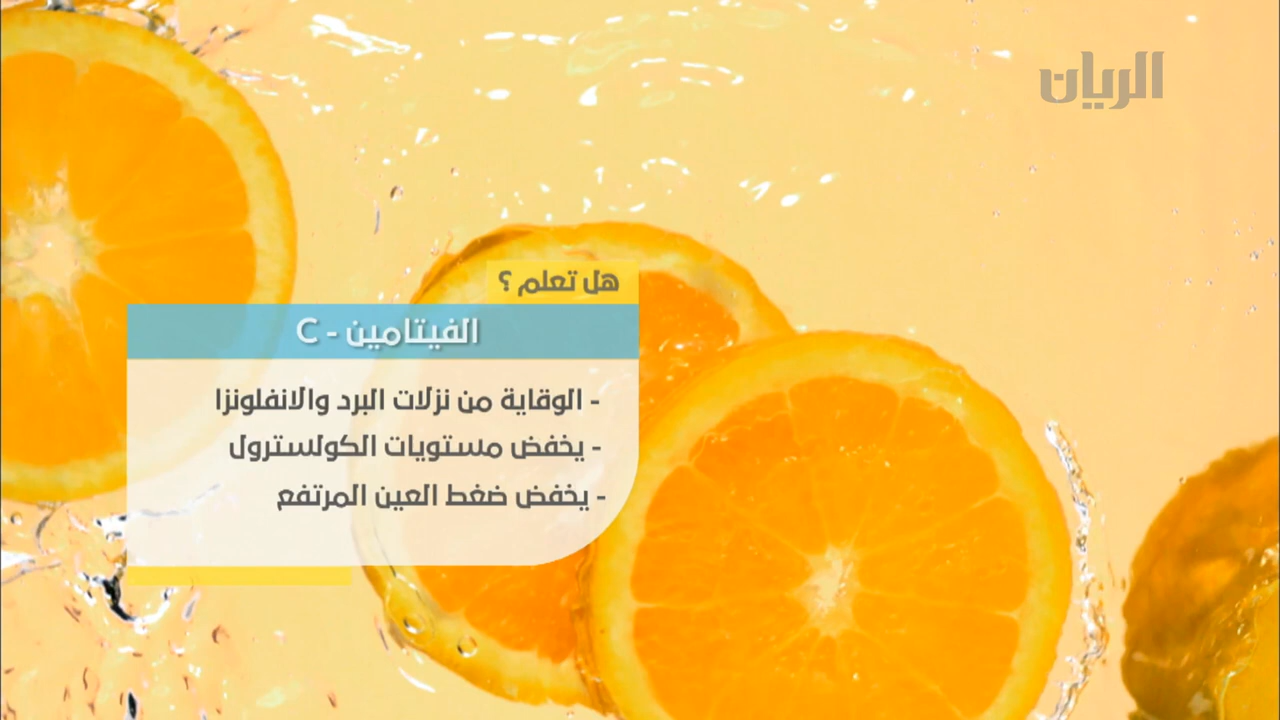 الريان
هل تعلم ؟
الفيتامين - C
- الوقاية من نزلات البرد والانفلونزا
- يخفض مستويات الكولسترول
- يخفض ضغط العين المرتفع